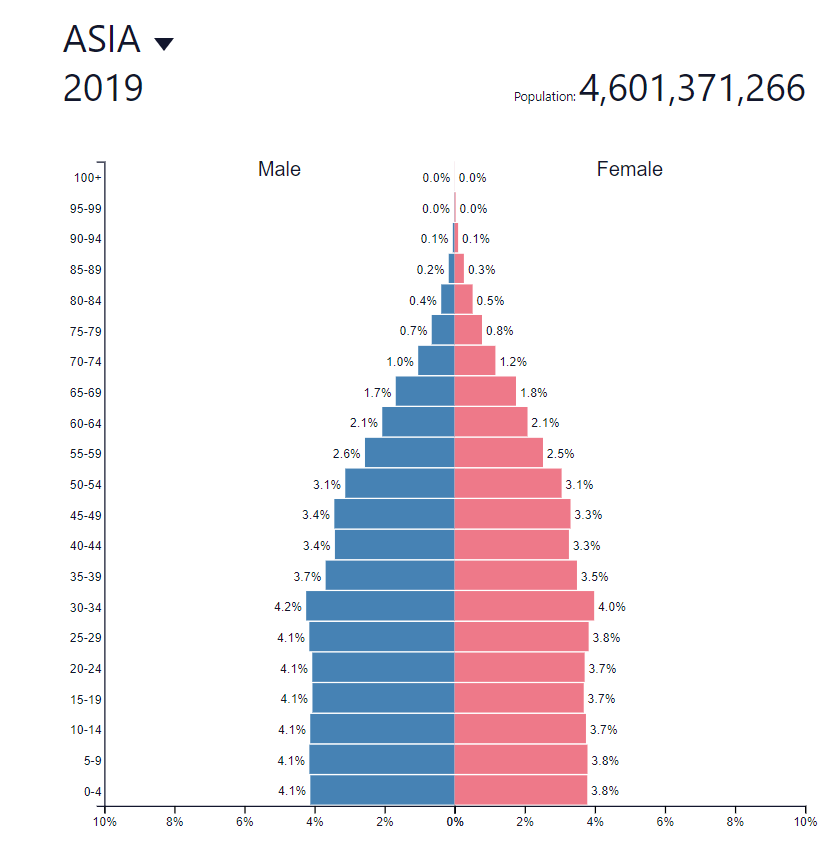 ASIA
2019
Population: 4,601,371,266
Male Female
100+ 0.0% 0.0%
95-99 0.0% 0.0%
90-94 0.1% 0.1%
85-89 0.2% 0.3%
80-84 0.4% 0.5%
75-79 0.7% 0.8%
70-74 1.0% 1.2%
65-69 1.7% 1.8%
60-64 2.1% 2.1%
55-59 2.6% 2.5%
50-54 3.1% 3.1%
45-49 3.4% 3.3%
40-44 3.4% 3.3%
35-39 3.7% 3.5%
30-34 4.2% 4.0%
25-29 4.1% 3.8%
20-24 4.1% 3.7%
15-19 4.1% 3.7%
10-14 4.1% 3.7%
5-9 4.1% 3.8%
0-4 4.1% 3.8%
10% 8% 6% 4% 2% 0% 2% 4% 6% 8% 10%